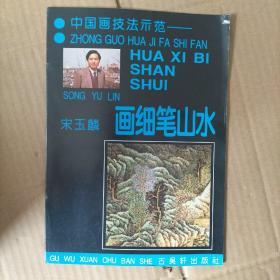 中国画技法示范——
ZHONG GUO HUA JI FA SHI FAN
HUA XI BI
SHAN
SHUI
SONG YU LIN
宋玉麟
画细笔山水
GU WU XUAN CHU BAN SHE 古吴轩出版社